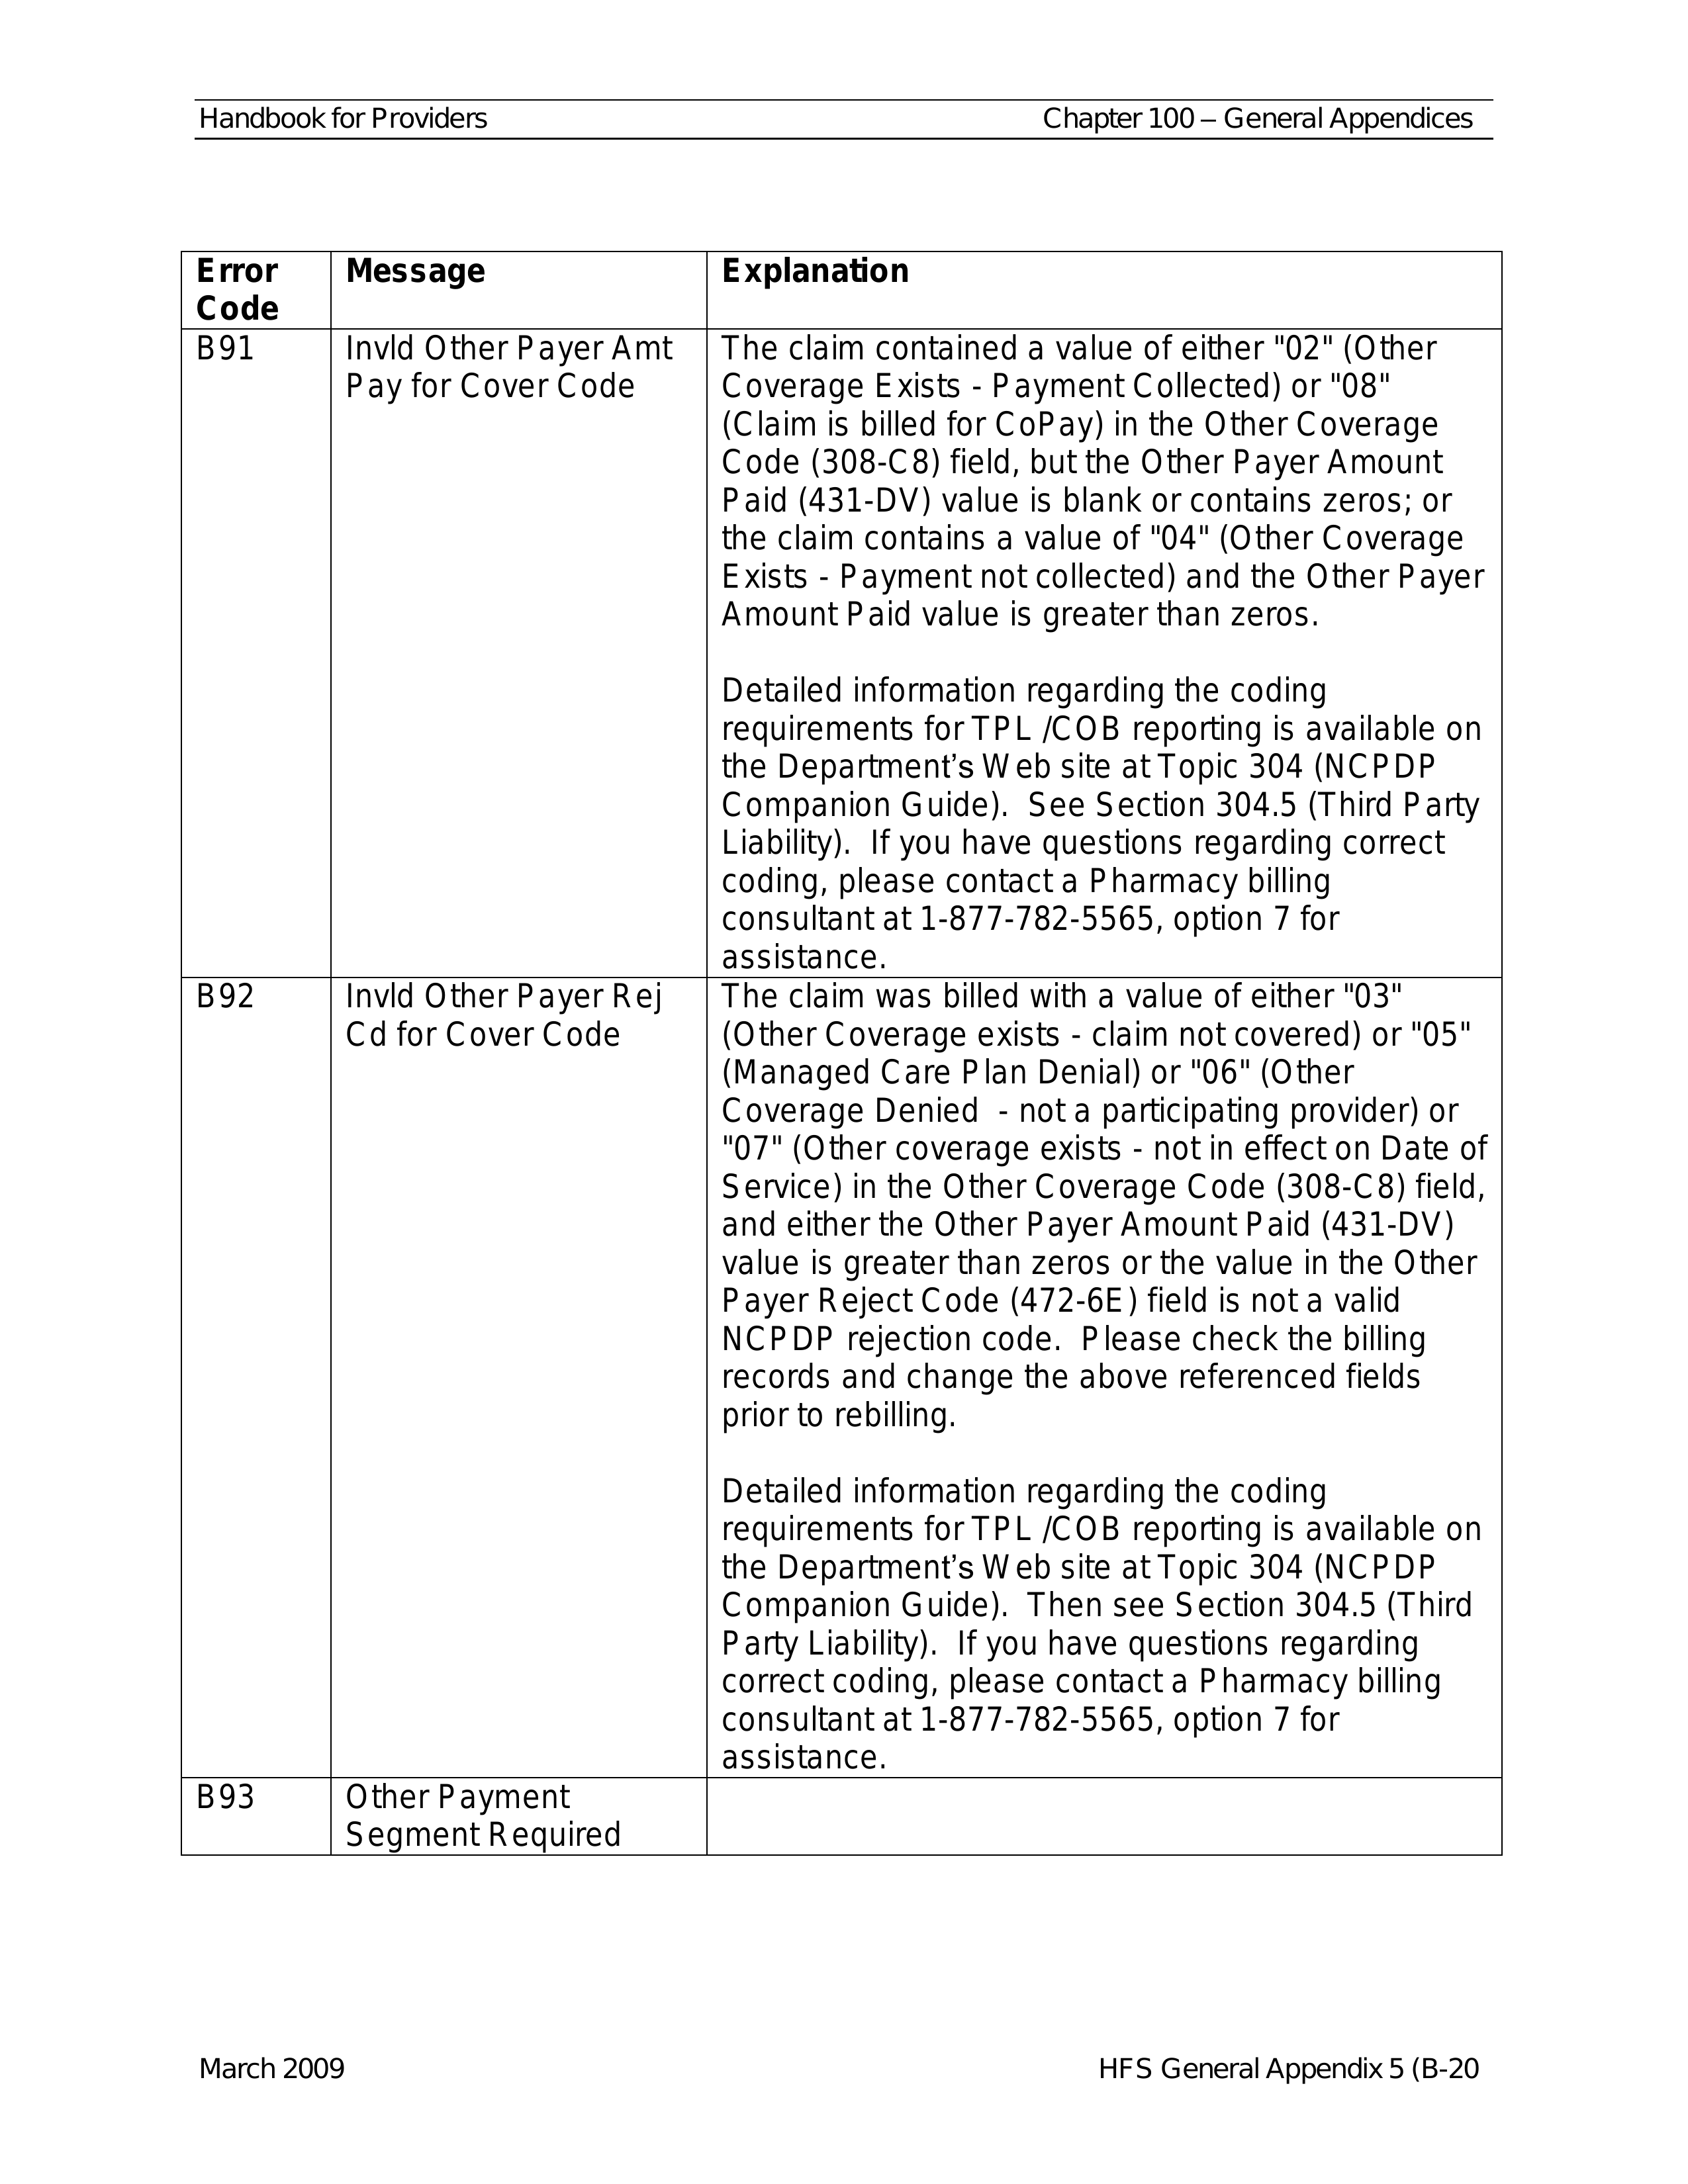 Handbook for Providers Chapter 100 – General Appendices
Error Code Message Explanation
B91 Invld Other Payer Amt Pay for Cover Code
The claim contained a value of either "02" (Other
Coverage Exists - Payment Collected) or "08"
(Claim is billed for CoPay) in the Other Coverage
Code (308-C8) field, but the Other Payer Amount
Paid (431-DV) value is blank or contains zeros; or
the claim contains a value of "04" (Other Coverage
Exists - Payment not collected) and the Other Payer
Amount Paid value is greater than zeros.
Detailed information regarding the coding
requirements for TPL /COB reporting is available on
the Department’s Web site at Topic 304 (NCPDP
Companion Guide).  See Section 304.5 (Third Party
Liability).  If you have questions regarding correct
coding, please contact a Pharmacy billing
consultant at 1-877-782-5565, option 7 for
assistance.
B92 Invld Other Payer Rej Cd for Cover Code
The claim was billed with a value of either "03"
(Other Coverage exists - claim not covered) or "05"
(Managed Care Plan Denial) or "06" (Other
Coverage Denied  - not a participating provider) or
"07" (Other coverage exists - not in effect on Date of
Service) in the Other Coverage Code (308-C8) field,
and either the Other Payer Amount Paid (431-DV)
value is greater than zeros or the value in the Other
Payer Reject Code (472-6E) field is not a valid
NCPDP rejection code.  Please check the billing
records and change the above referenced fields
prior to rebilling.
Detailed information regarding the coding
requirements for TPL /COB reporting is available on
the Department’s Web site at Topic 304 (NCPDP
Companion Guide).  Then see Section 304.5 (Third
Party Liability).  If you have questions regarding
correct coding, please contact a Pharmacy billing
consultant at 1-877-782-5565, option 7 for
assistance.
B93 Other Payment Segment Required
March 2009 HFS General Appendix 5 (B-20